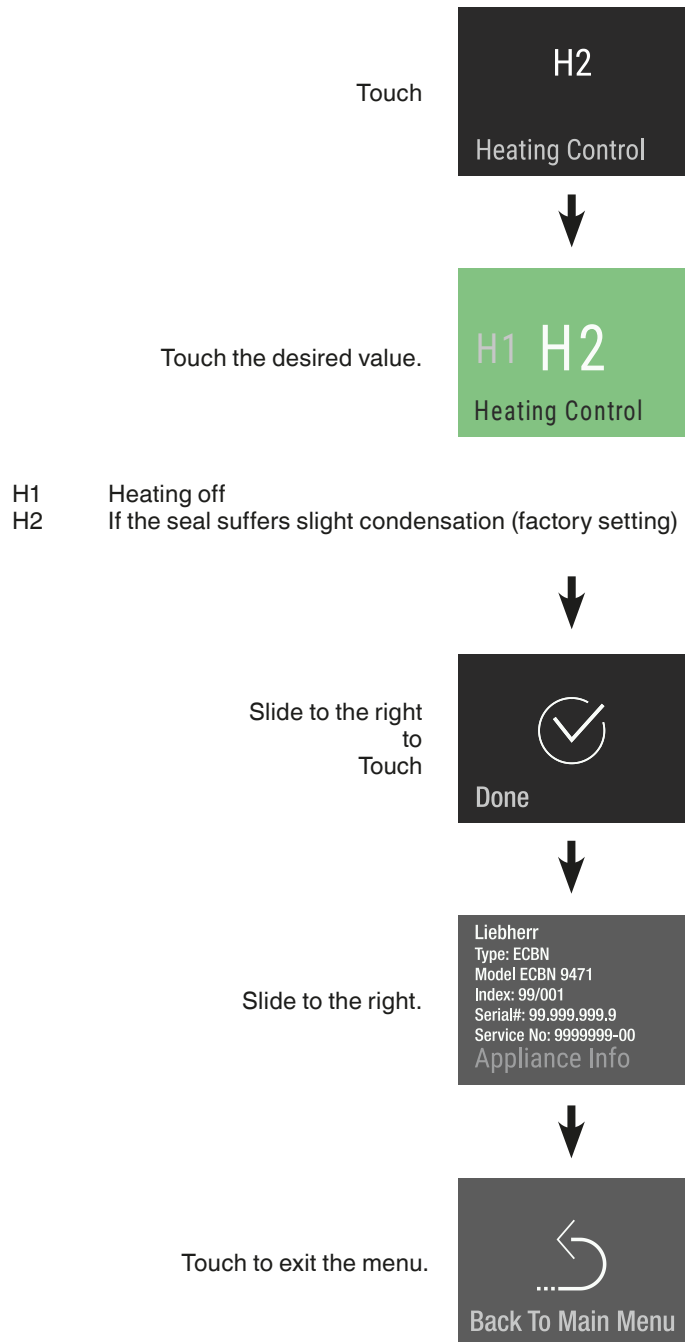 H2
Touch
Heating Control
H1 H2
Touch the desired value.
Heating Control
H1 Heating off
H2 If the seal suffers slight condensation (factory setting)
Slide to the right
to
Touch
Done
Liebherr
Type: ECBN
Model ECBN 9471
Index: 99/001
Slide to the right.
Serial#: 99.999.999.9
Service No: 9999999-00
Appliance Info
Touch to exit the menu.
Back To Main Menu